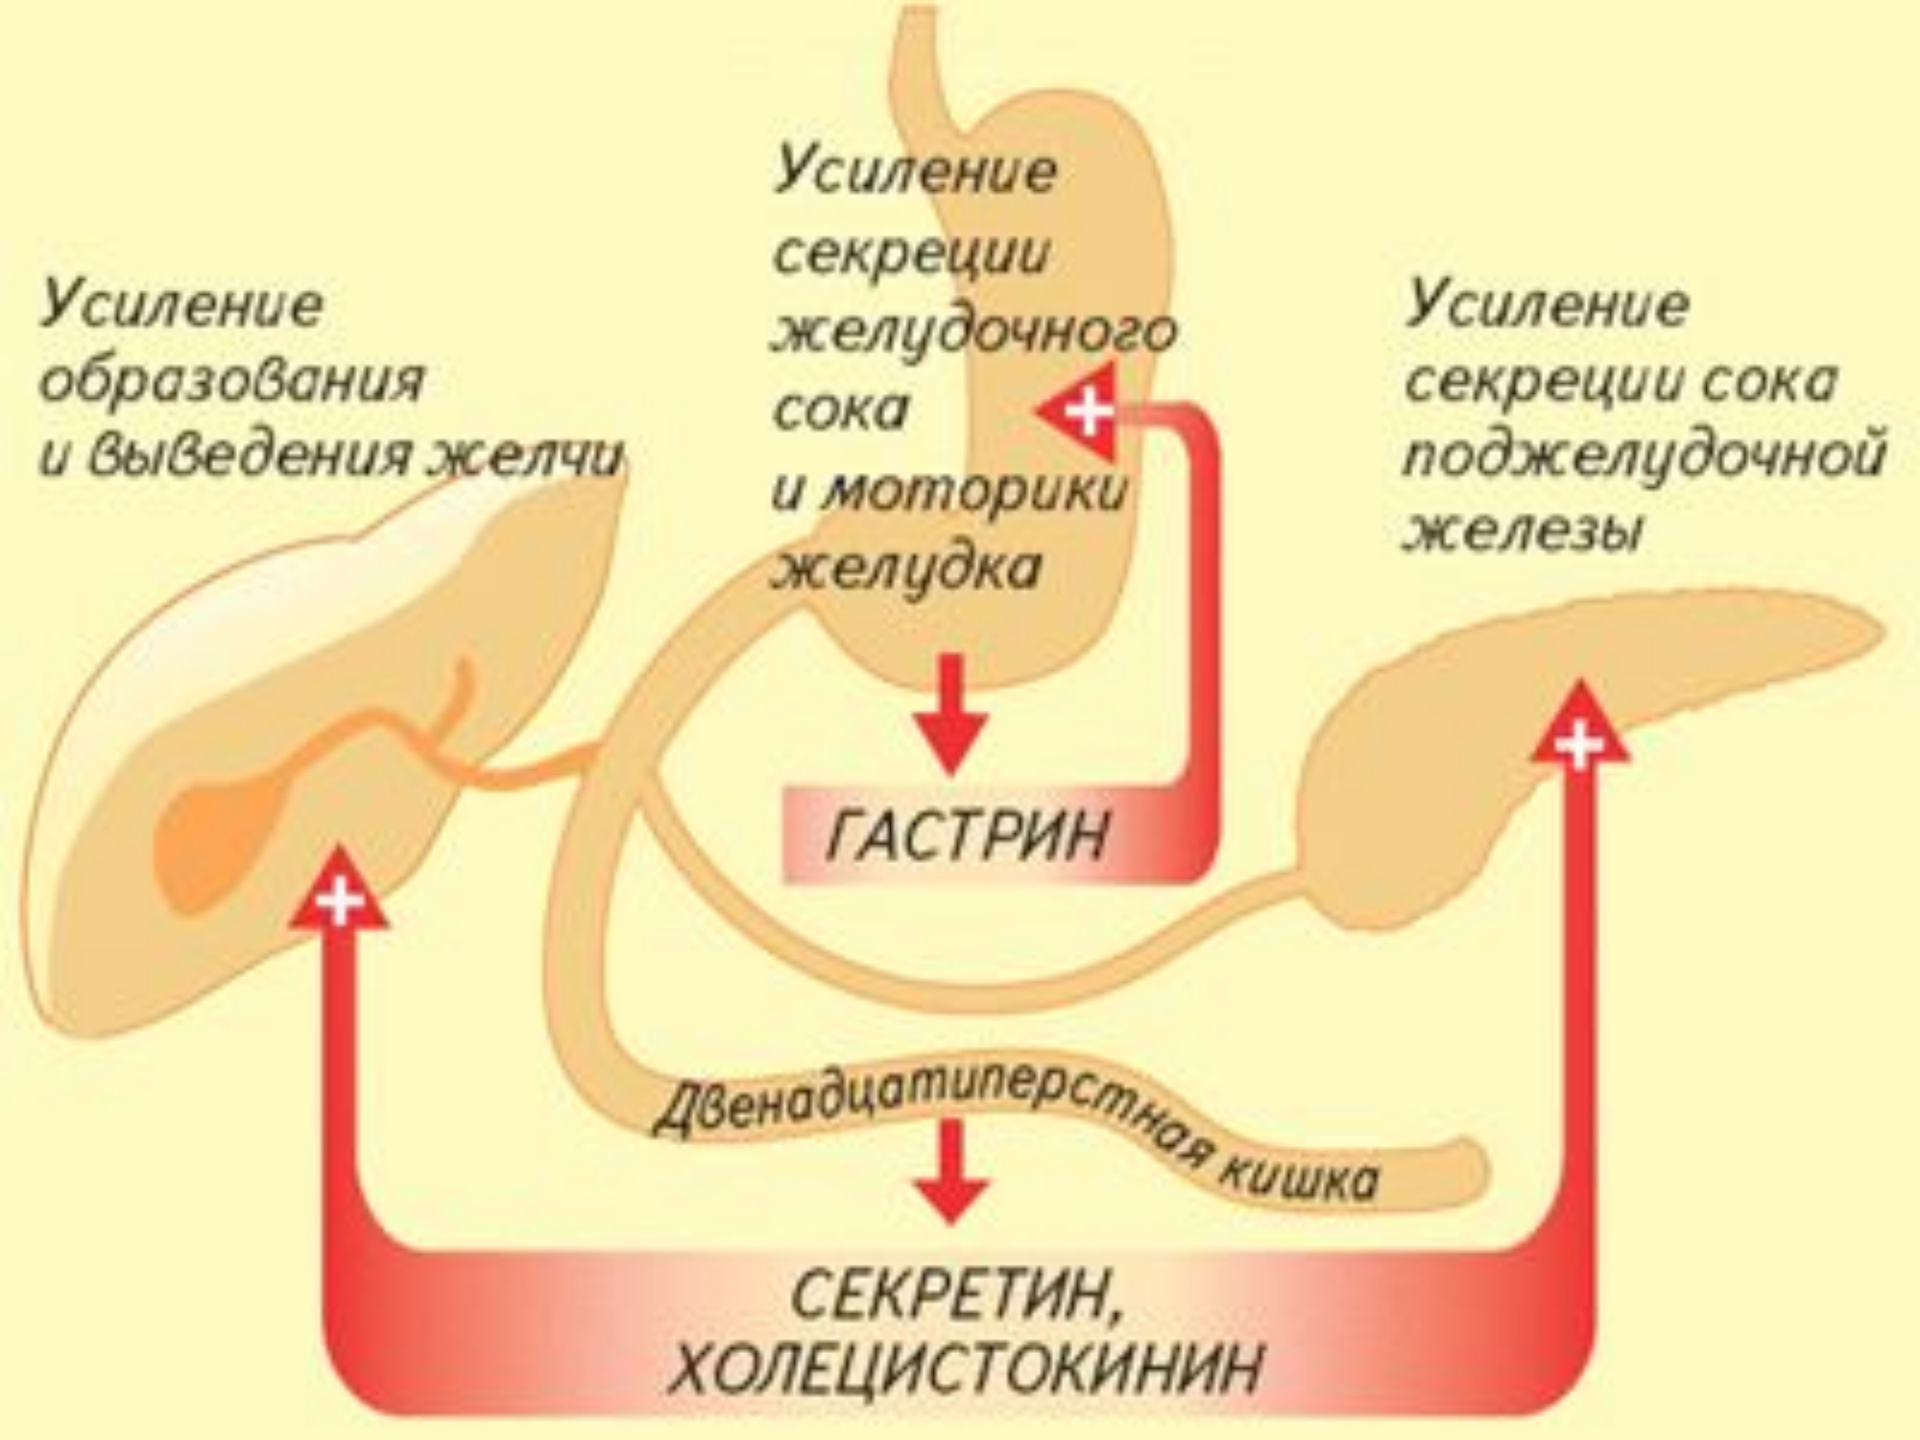 Усиление
образования
и выведения желчи
Усиление
секреции
желудочного
сока
и моторики
желудка
Усиление
секреции сока
поджелудочной
железы
ГАСТРИН
Двенадцатиперстная кишка
СЕКРЕТИН,
ХОЛЕЦИСТОКИНИН